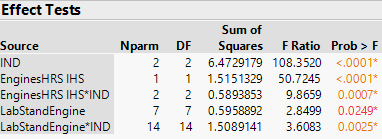 Effect Tests
Sum of
Source Nparm DF Squares F Ratio Prob > F
IND 2 2 6.4729179 108.3520 <.0001*
EnginesHRS IHS 1 1 1.5151329 50.7245 <.0001*
EnginesHRS IHS*IND 2 2 0.5893853 9.8659 0.0007*
LabStandEngine 7 7 0.5958892 2.8499 0.0249*
LabStandEngine*IND 14 14 1.5089141 3.6083 0.0025*